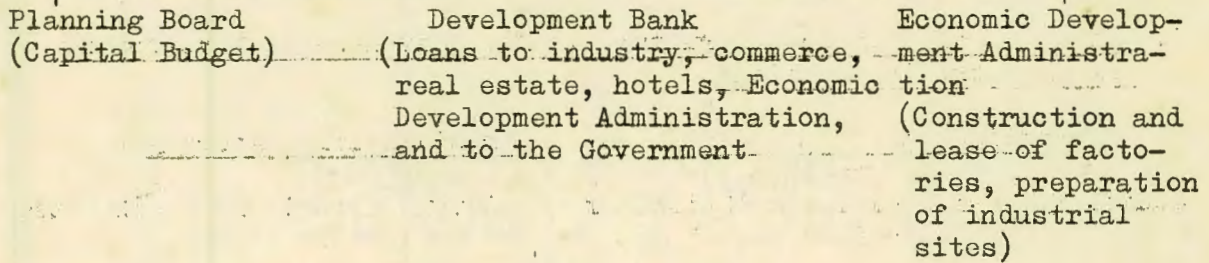 Planning Board
(Capital Budget)
Development Bank
(Loans to industry, commerce,
real estate, hotels, Economic
Development Administration,
and to the Government
Economic Develop-
ment Administra-
tion
(Construction and
lease of facto-
ries, preparation
of industrial
sites)